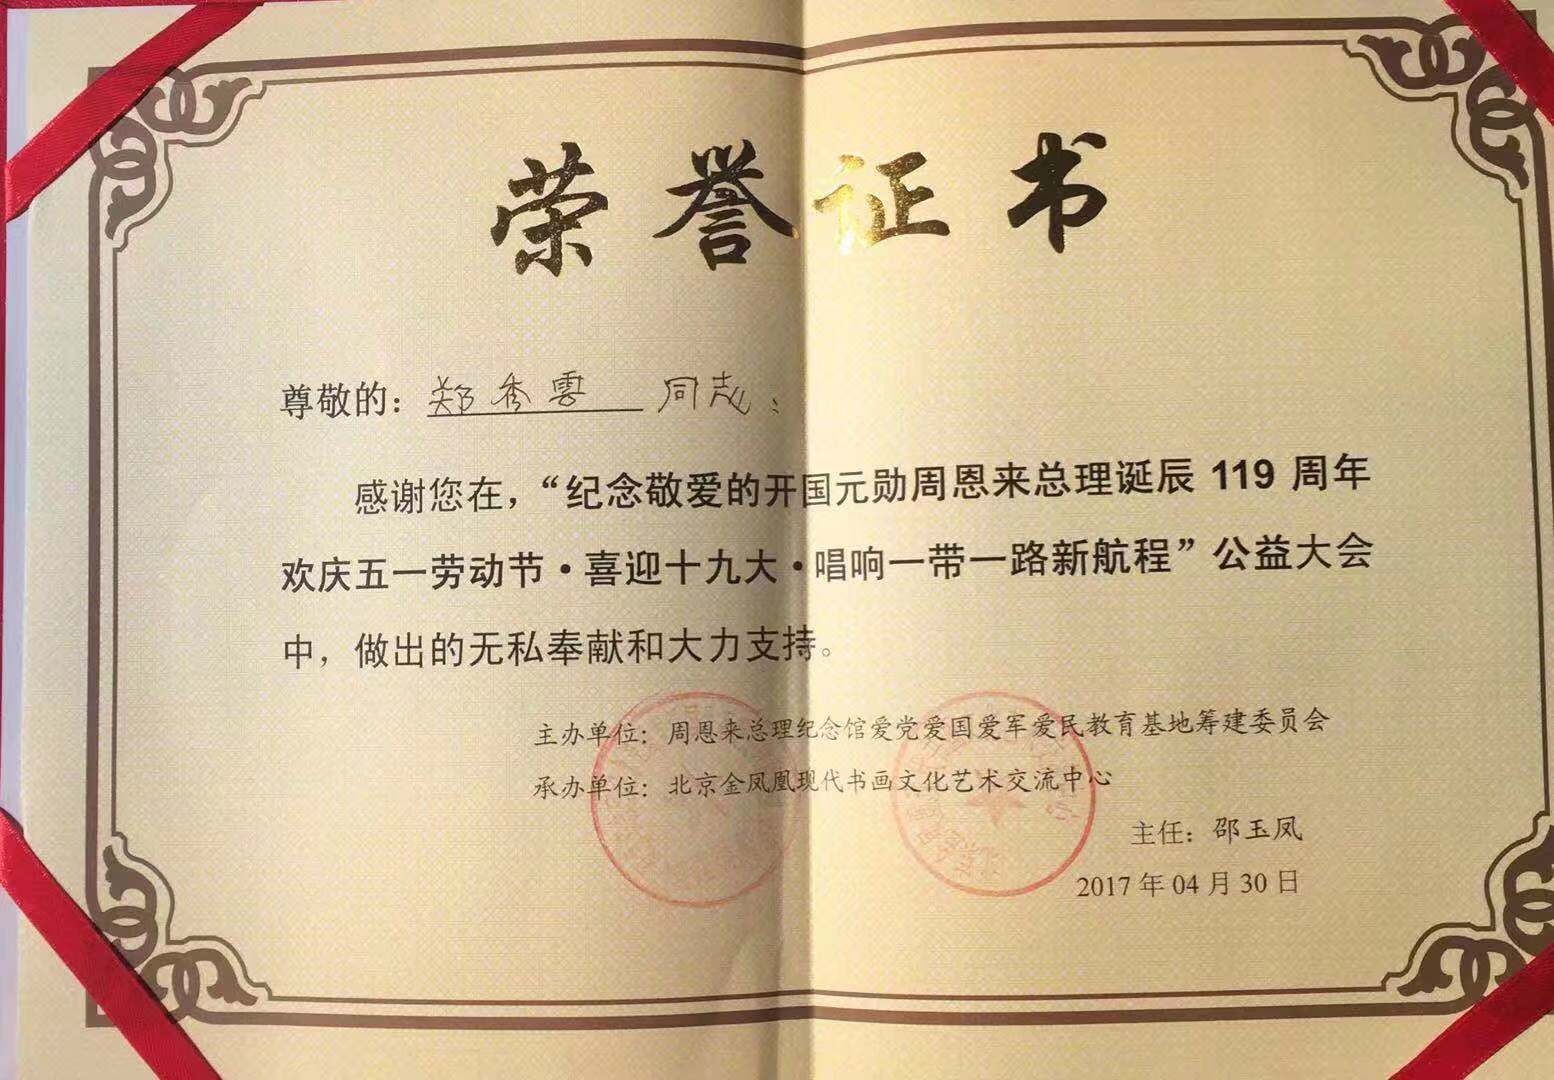 荣誉证书
尊敬的：郑秀雲 同志：
感谢您在，“纪念敬爱的开国元勋周恩来总理诞辰 119 周年
欢庆五一劳动节·喜迎十九大·唱响一带一路新航程”公益大会
中，做出的无私奉献和大力支持。
主办单位：周恩来总理纪念馆爱党爱国爱军爱民教育基地筹建委员会
承办单位：北京金凤凰现代书画文化艺术交流中心
主任：邵玉凤
2017 年 04 月 30 日